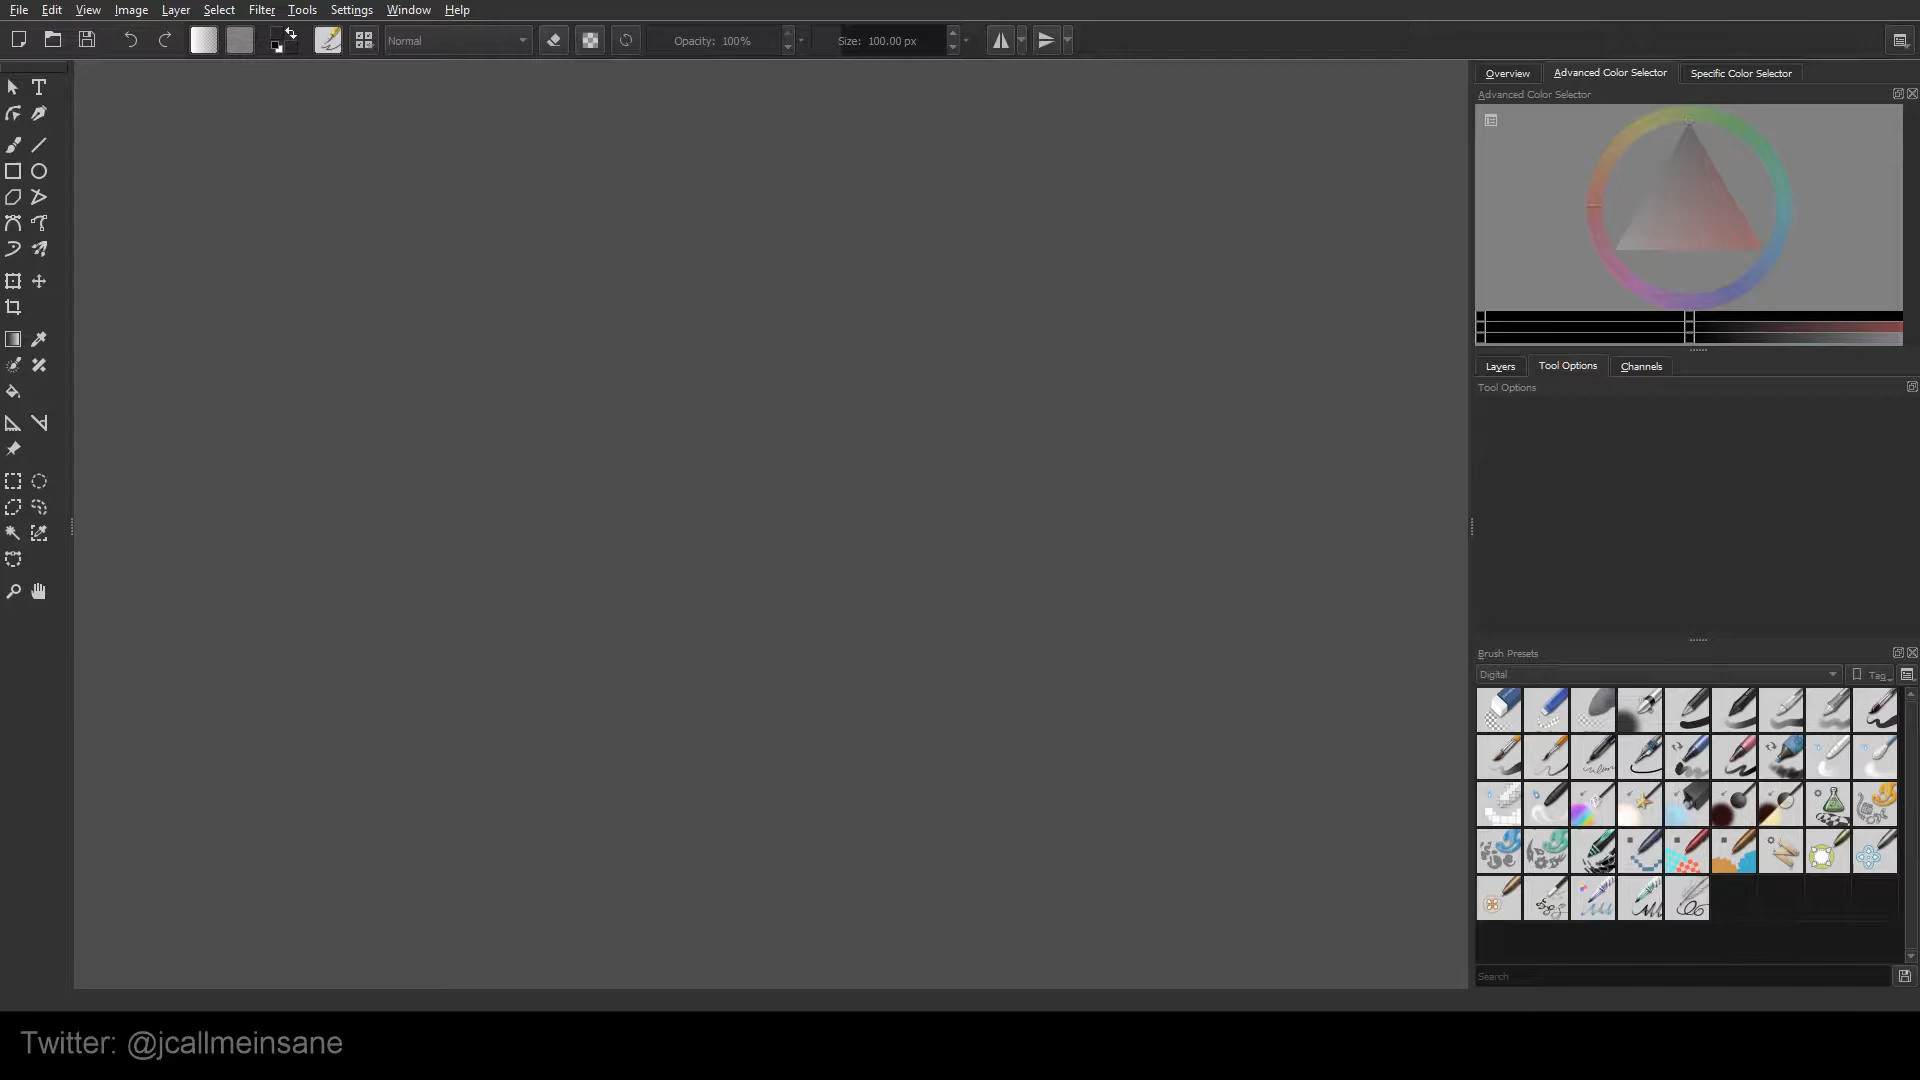 File Edit View Image Layer Select Filter Tools Settings Window Help
Normal Opacity: 100% Size: 100.00 px
Overview Advanced Color Selector Specific Color Selector
Advanced Color Selector
Layers Tool Options Channels
Tool Options
Brush Presets
Digital Tag
Search
Twitter: @jcallmeinsane